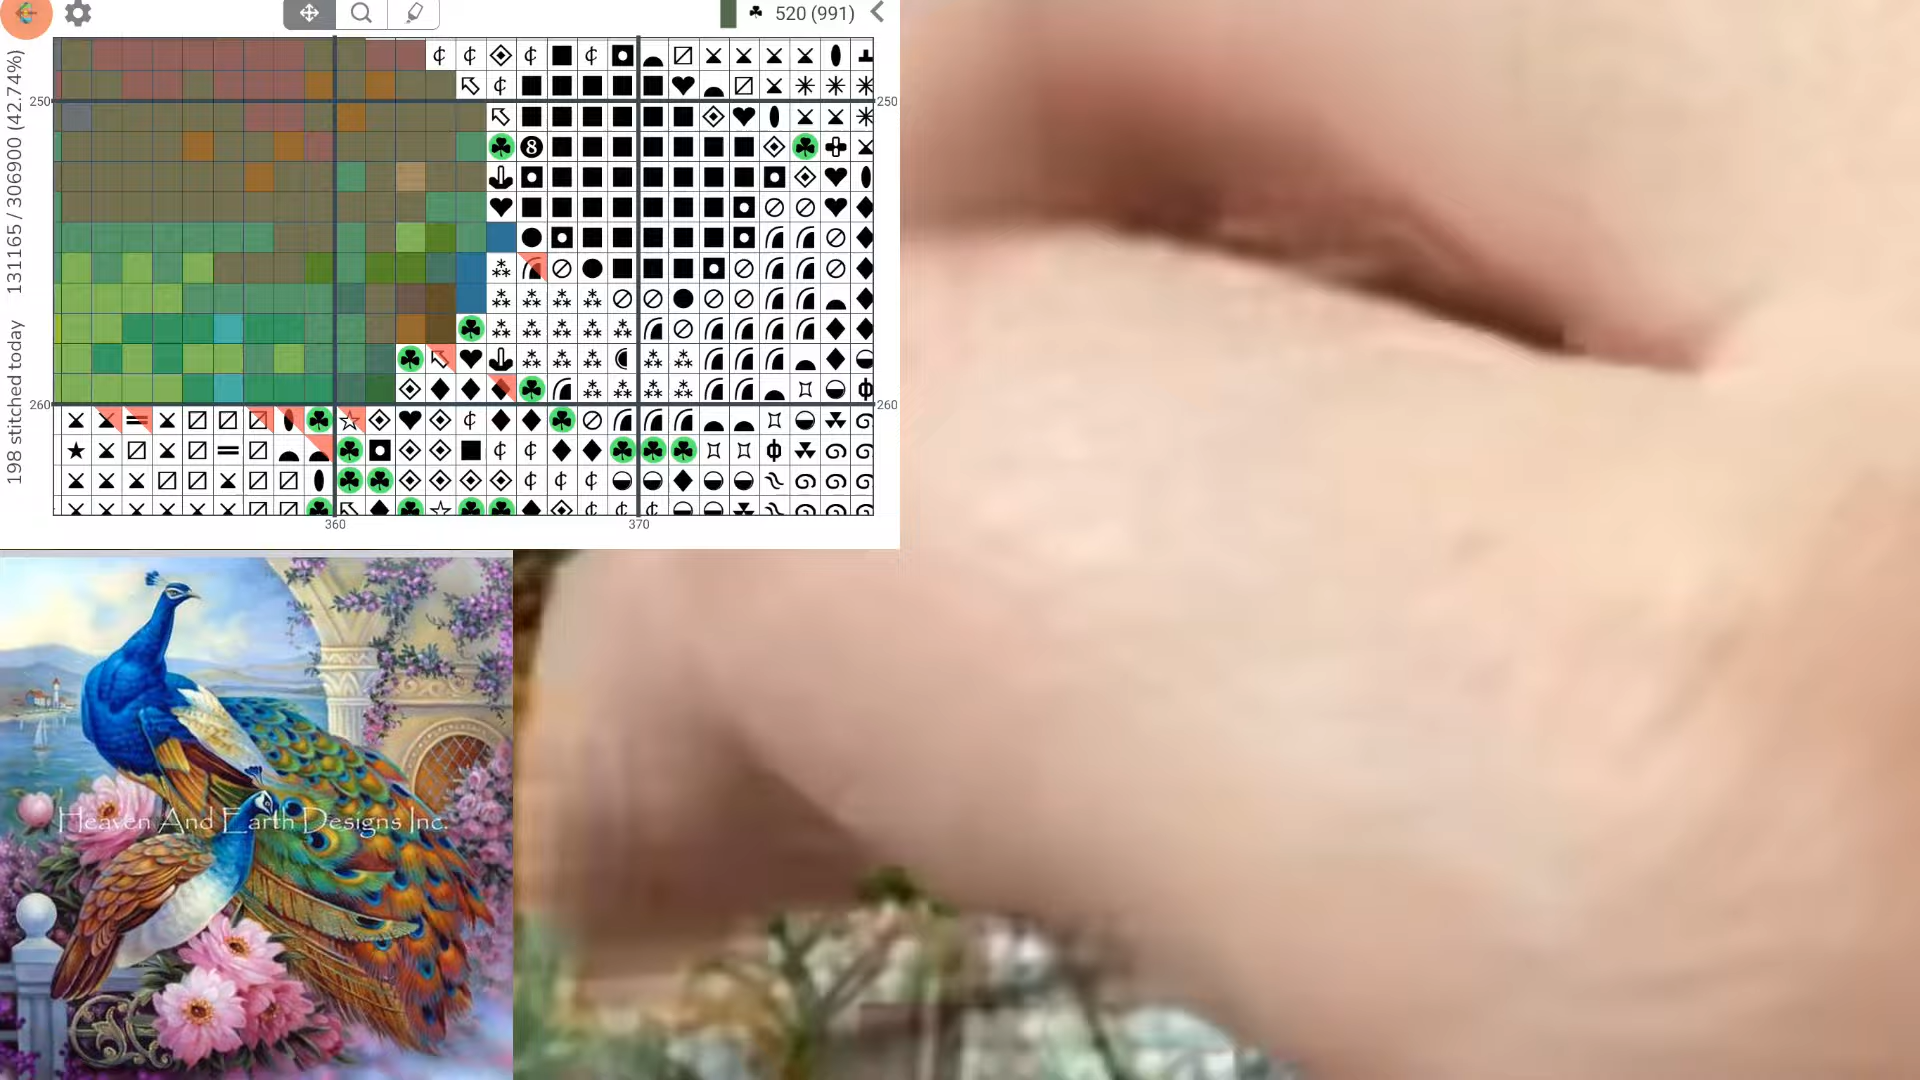 520 (991)
198 stitched today 131165 / 306900 (42.74%)
250 250
8
260 260
360 370
Heaven And Earth Designs Inc.